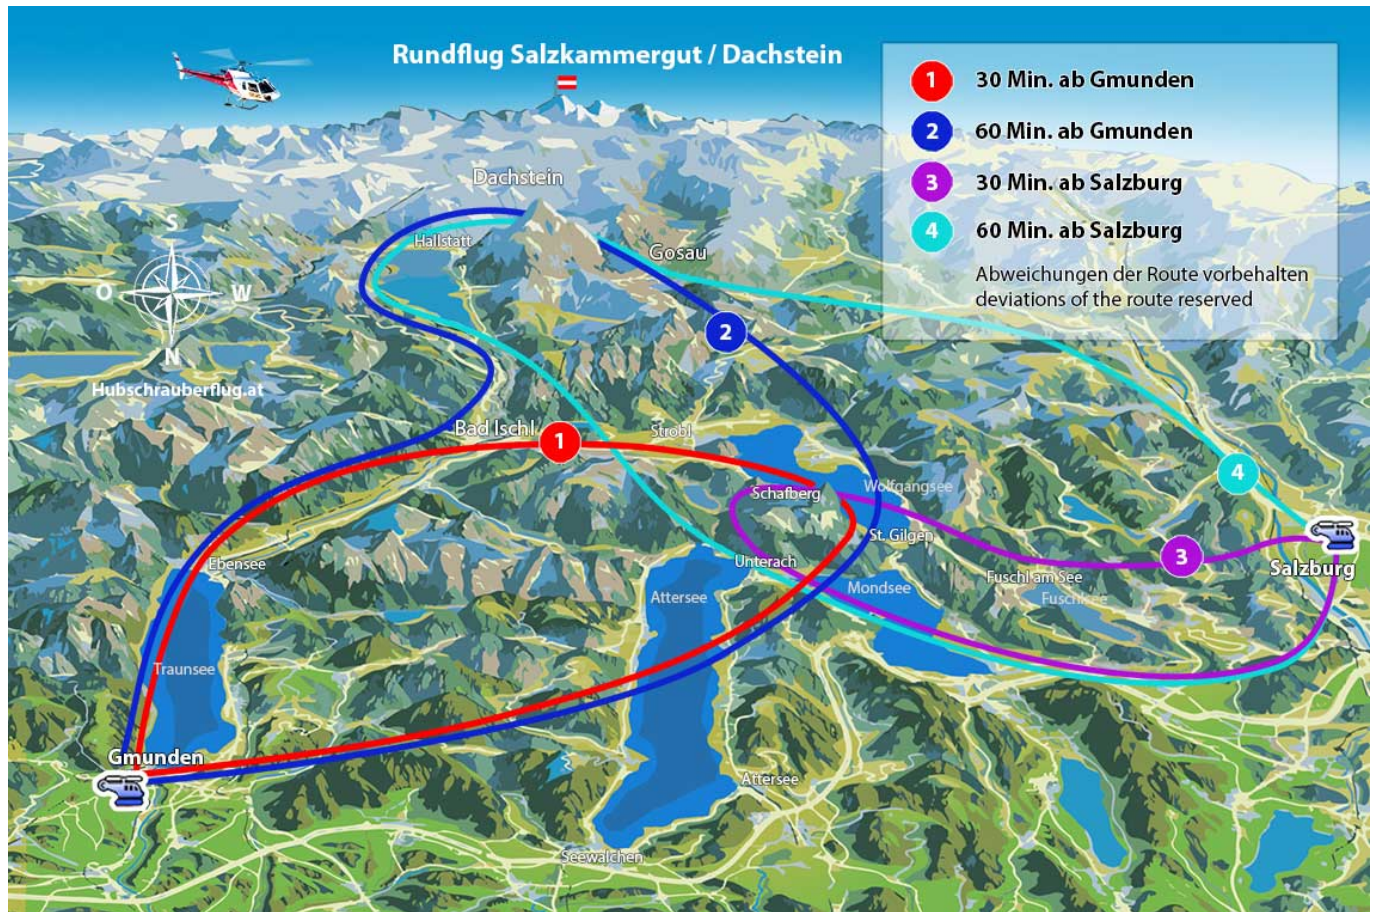 Rundflug Salzkammergut / Dachstein
1 30 Min. ab Gmunden
2 60 Min. ab Gmunden
3 30 Min. ab Salzburg
4 60 Min. ab Salzburg
Abweichungen der Route vorbehalten
deviations of the route reserved
Dachstein
S
Hallstatt
Gosau
O W
N
2
Hubschrauberflug.at
Bad Ischl
1
Strobl
4
Schafberg
Wolfgangsee
St. Gilgen
3
Salzburg
Ebensee
Unterach
Fuschl am See
Mondsee
Fuschlsee
Attersee
Traunsee
Gmunden
Attersee
Seewalchen